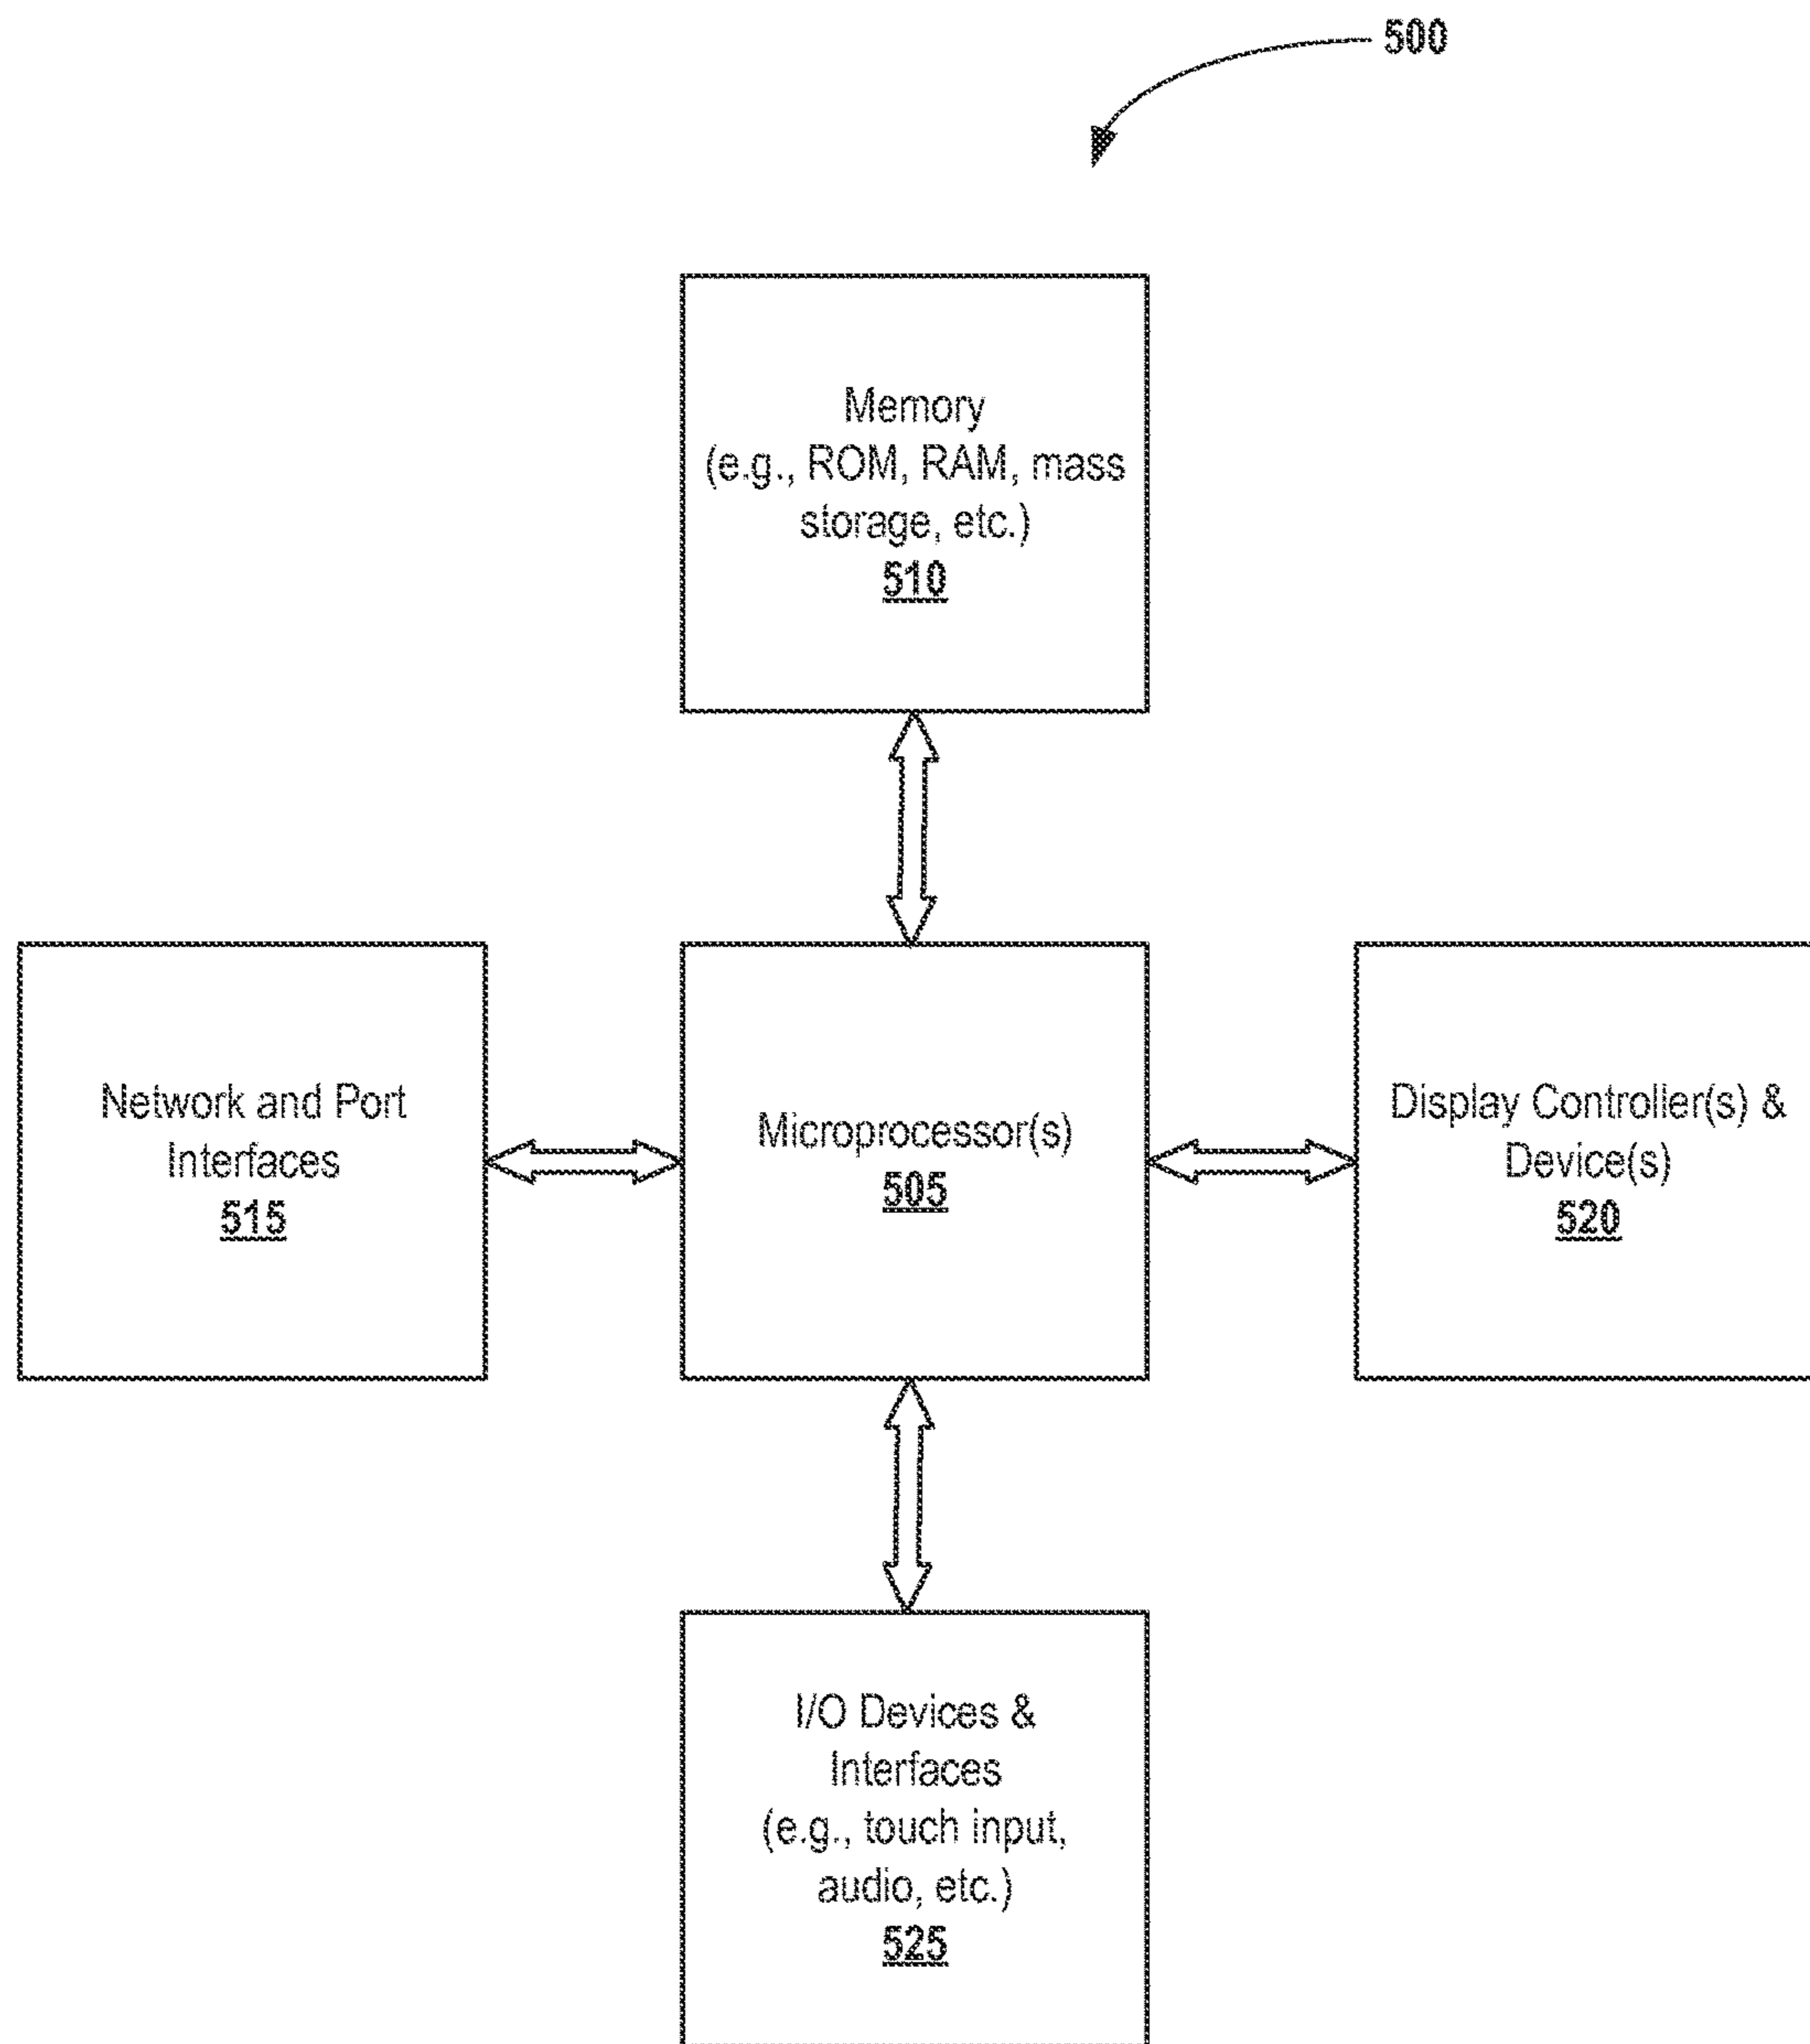 500
Memory
(e.g., ROM, RAM, mass
storage, etc.)
510
Network and Port
Interfaces
515
Microprocessor(s)
505
Display Controller(s) &
Device(s)
520
I/O Devices &
Interfaces
(e.g., touch input,
audio, etc.)
525